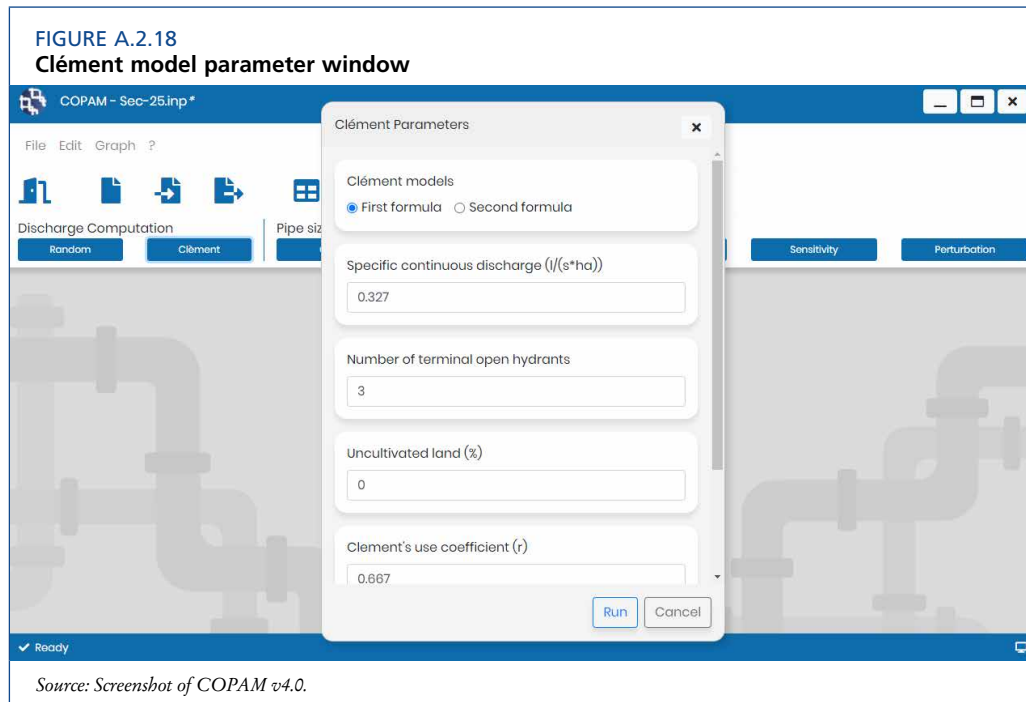 FIGURE A.2.18
Clément model parameter window
COPAM - Sec-25.inp*
File Edit Graph ?
Discharge Computation
Pipe siz
Random
Clèment
Sensitivity
Perturbation
Clément Parameters
Clément models
First formula
Second formula
Specific continuous discharge (l/(s*ha))
0.327
Number of terminal open hydrants
3
Uncultivated land (%)
0
Clement's use coefficient (r)
0.667
Run
Cancel
Ready
Source: Screenshot of COPAM v4.0.